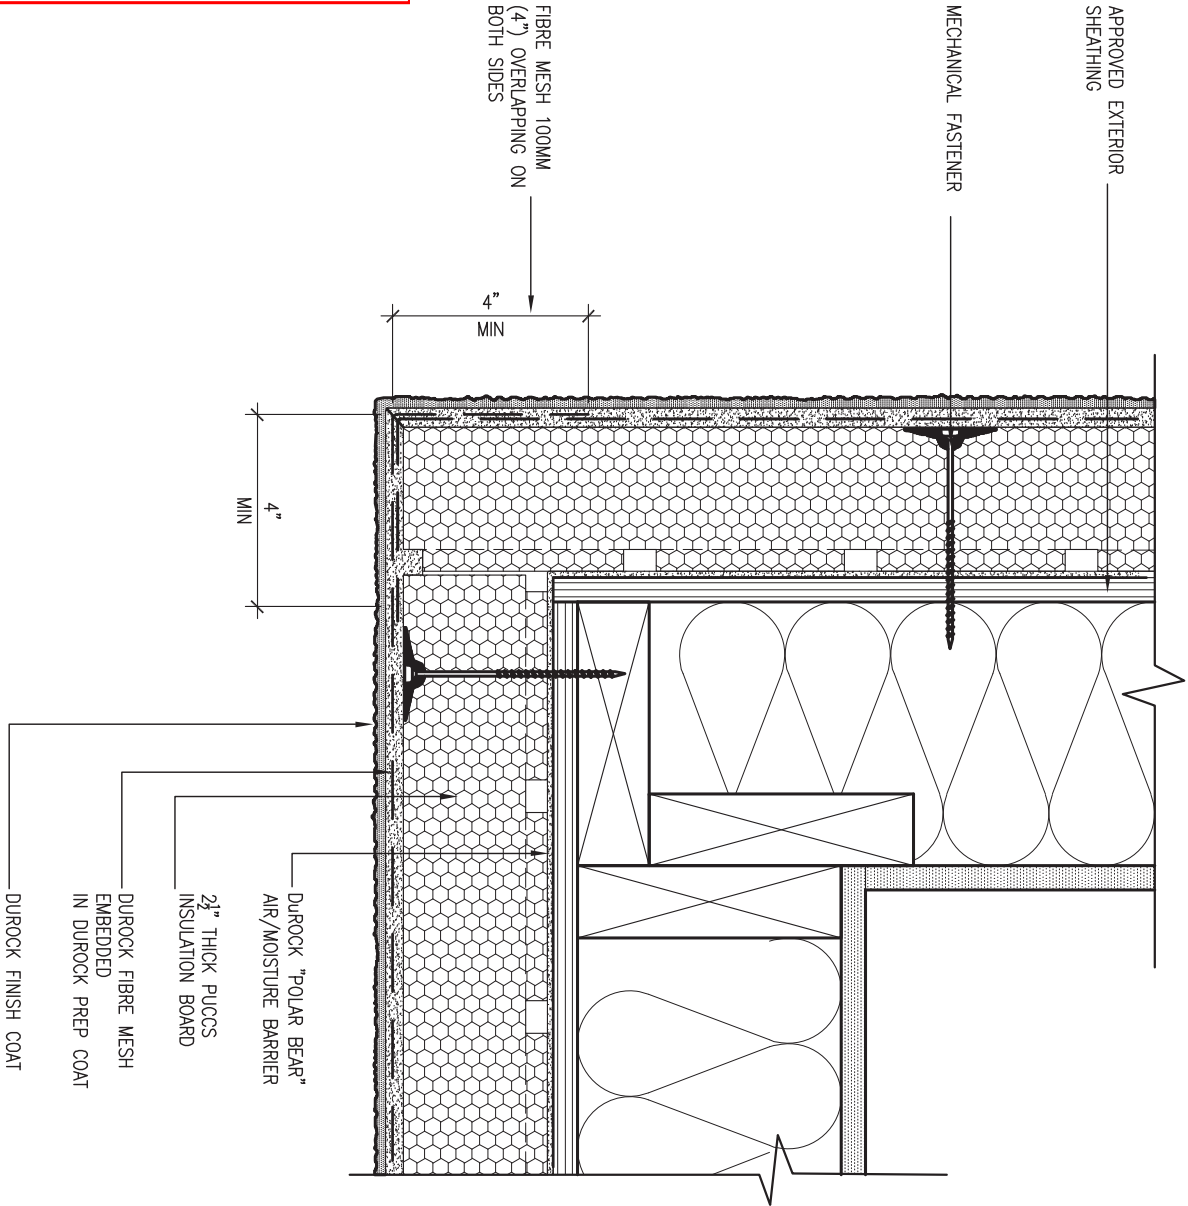 APPROVED EXTERIOR
SHEATHING
MECHANICAL FASTENER
FIBRE MESH 100MM
(4") OVERLAPPING ON
BOTH SIDES
4"
MIN
4"
MIN
DuROCK "POLAR BEAR"
AIR/MOISTURE BARRIER
2½" THICK PUCCS
INSULATION BOARD
DUROCK FIBRE MESH
EMBEDDED
IN DUROCK PREP COAT
DUROCK FINISH COAT